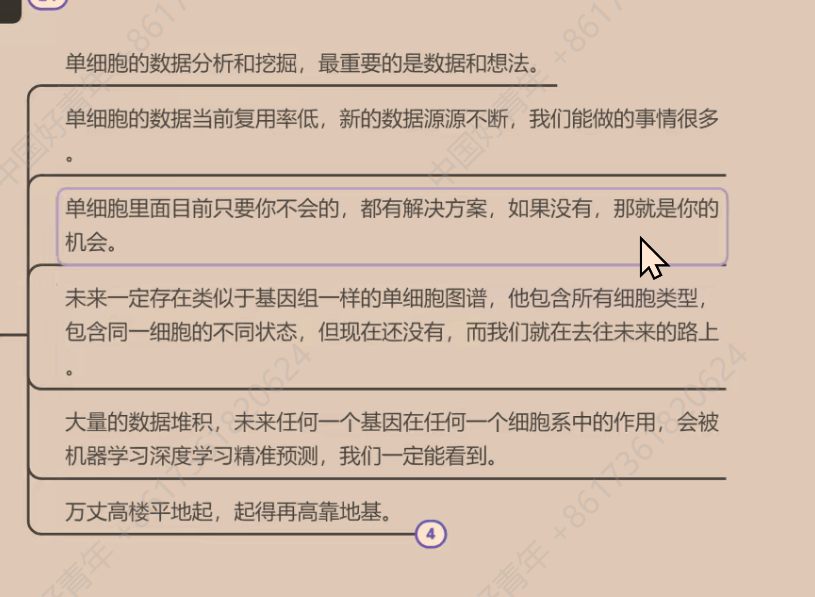 单细胞的数据分析和挖掘，最重要的是数据和想法。
单细胞的数据当前复用率低，新的数据源源不断，我们能做的事情很多
。
单细胞里面目前只要你不会的，都有解决方案，如果没有，那就是你的
机会。
未来一定存在类似于基因组一样的单细胞图谱，他包含所有细胞类型，
包含同一细胞的不同状态，但现在还没有，而我们就在去往未来的路上
。
大量的数据堆积，未来任何一个基因在任何一个细胞系中的作用，会被
机器学习深度学习精准预测，我们一定能看到。
万丈高楼平地起，起得再高靠地基。
4
中国好青年 +8617361820624